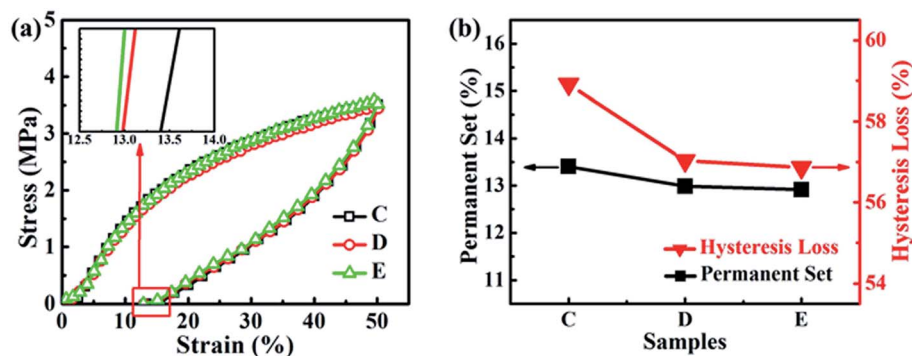 (a)
5
4
3
2
1
0
Stress (MPa)
12.5 13.0 13.5 14.0
C
D
E
0 10 20 30 40 50
Strain (%)
(b)
16
15
14
13
12
11
Permanent Set (%)
60
58
56
54
Hysteresis Loss (%)
Hysteresis Loss
Permanent Set
C D E
Samples